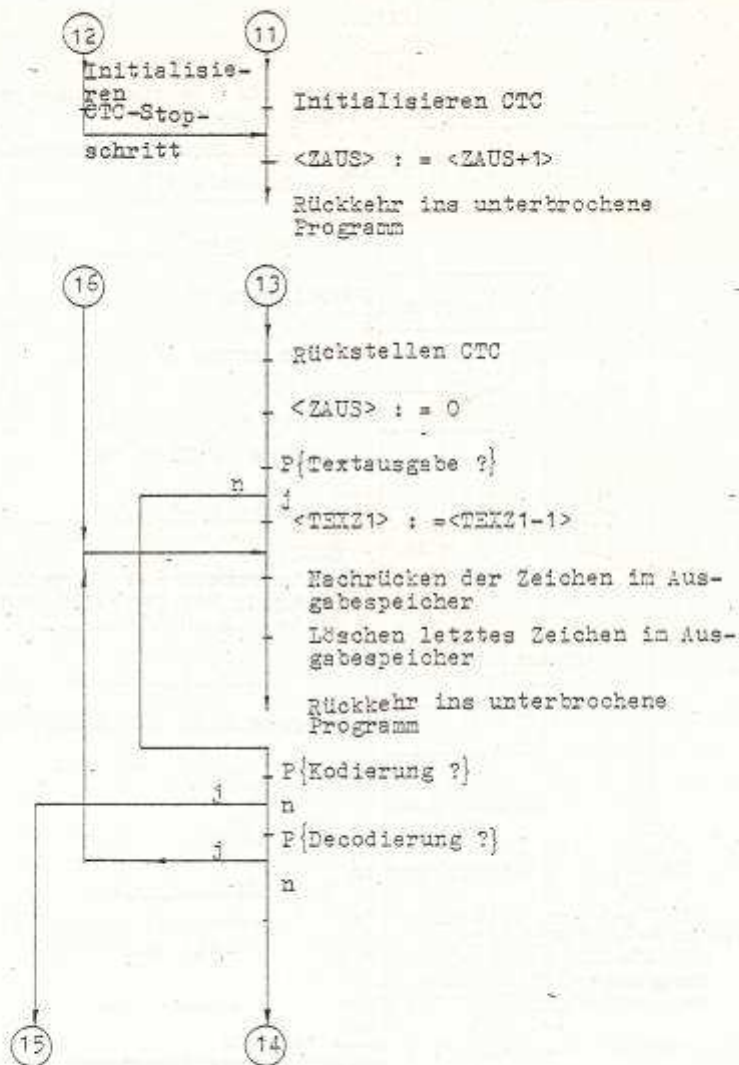 12 11
Initialisie-
ren
CTC-Stop-
schritt
Initialisieren CTC
<ZAUS> : = <ZAUS+1>
Rückkehr ins unterbrochene
Programm
16 13
Rückstellen CTC
<ZAUS> : = 0
P{Textausgabe ?}
n j
<TEXZ1> : =<TEXZ1-1>
Nachrücken der Zeichen im Aus-
gabespeicher
Löschen letztes Zeichen im Aus-
gabespeicher
Rückkehr ins unterbrochene
Programm
P{Kodierung ?}
j n
P{Decodierung ?}
j
n
15 14